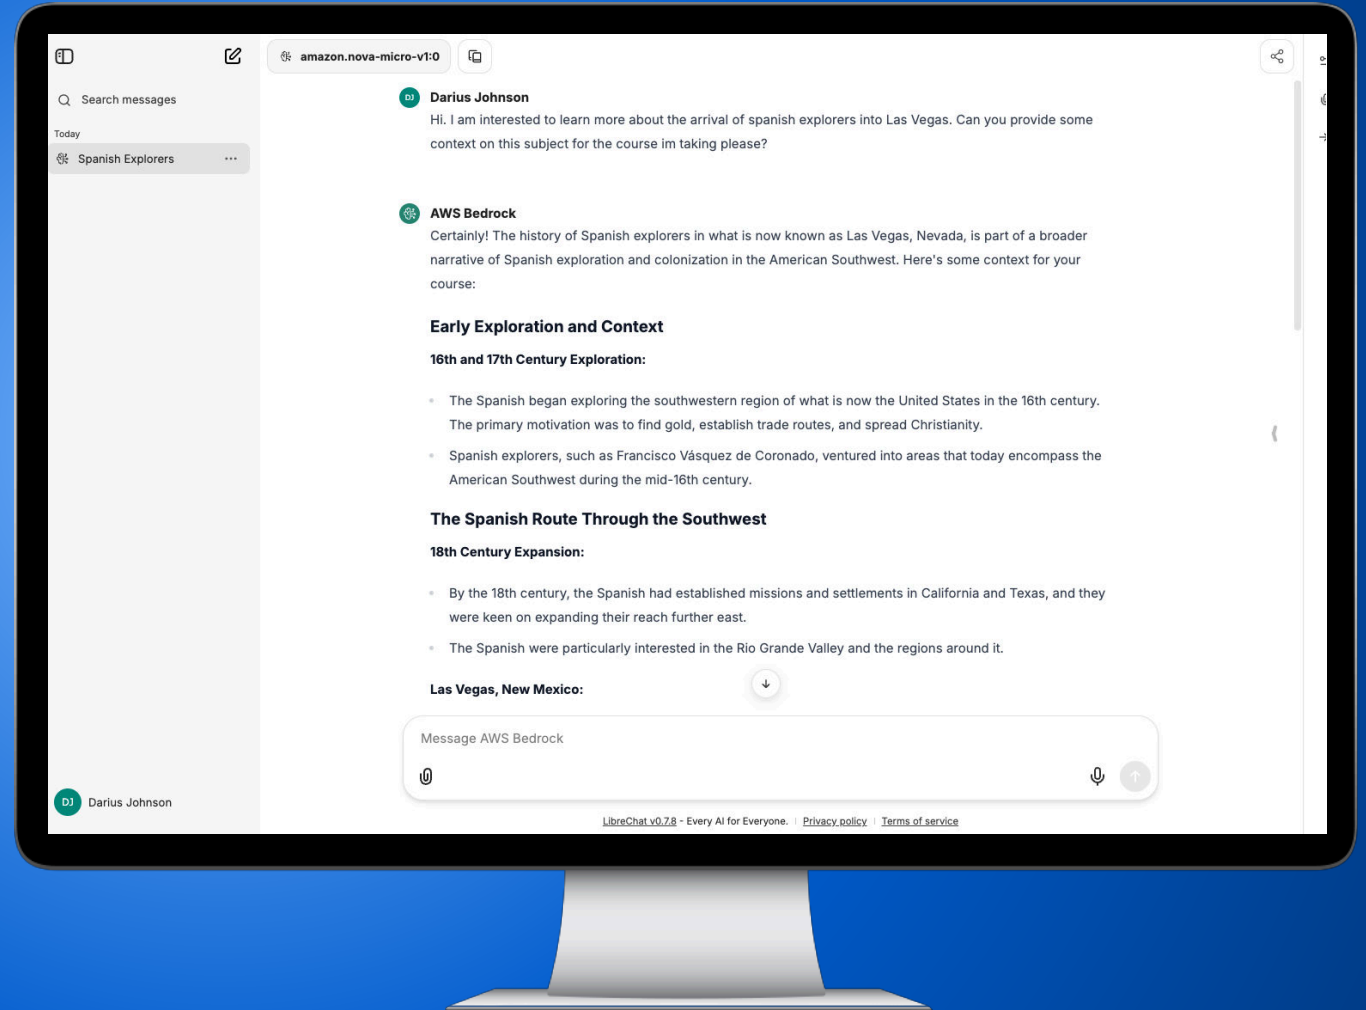 amazon.nova-micro-v1:0
Search messages
Today
Spanish Explorers
DJ
Darius Johnson
Hi. I am interested to learn more about the arrival of spanish explorers into Las Vegas. Can you provide some
context on this subject for the course im taking please?
AWS Bedrock
Certainly! The history of Spanish explorers in what is now known as Las Vegas, Nevada, is part of a broader
narrative of Spanish exploration and colonization in the American Southwest. Here's some context for your
course:
Early Exploration and Context
16th and 17th Century Exploration:
The Spanish began exploring the southwestern region of what is now the United States in the 16th century.
The primary motivation was to find gold, establish trade routes, and spread Christianity.
Spanish explorers, such as Francisco Vásquez de Coronado, ventured into areas that today encompass the
American Southwest during the mid-16th century.
The Spanish Route Through the Southwest
18th Century Expansion:
By the 18th century, the Spanish had established missions and settlements in California and Texas, and they
were keen on expanding their reach further east.
The Spanish were particularly interested in the Rio Grande Valley and the regions around it.
Las Vegas, New Mexico:
Message AWS Bedrock
DJ
Darius Johnson
LibreChat v0.7.8 - Every AI for Everyone. | Privacy policy | Terms of service